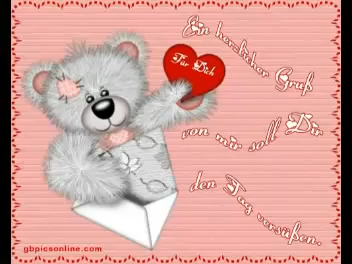 Für Dich
Ein herzlicher Gruß
von mir soll Dir
den Tag versüßen.
gbpicsonline.com